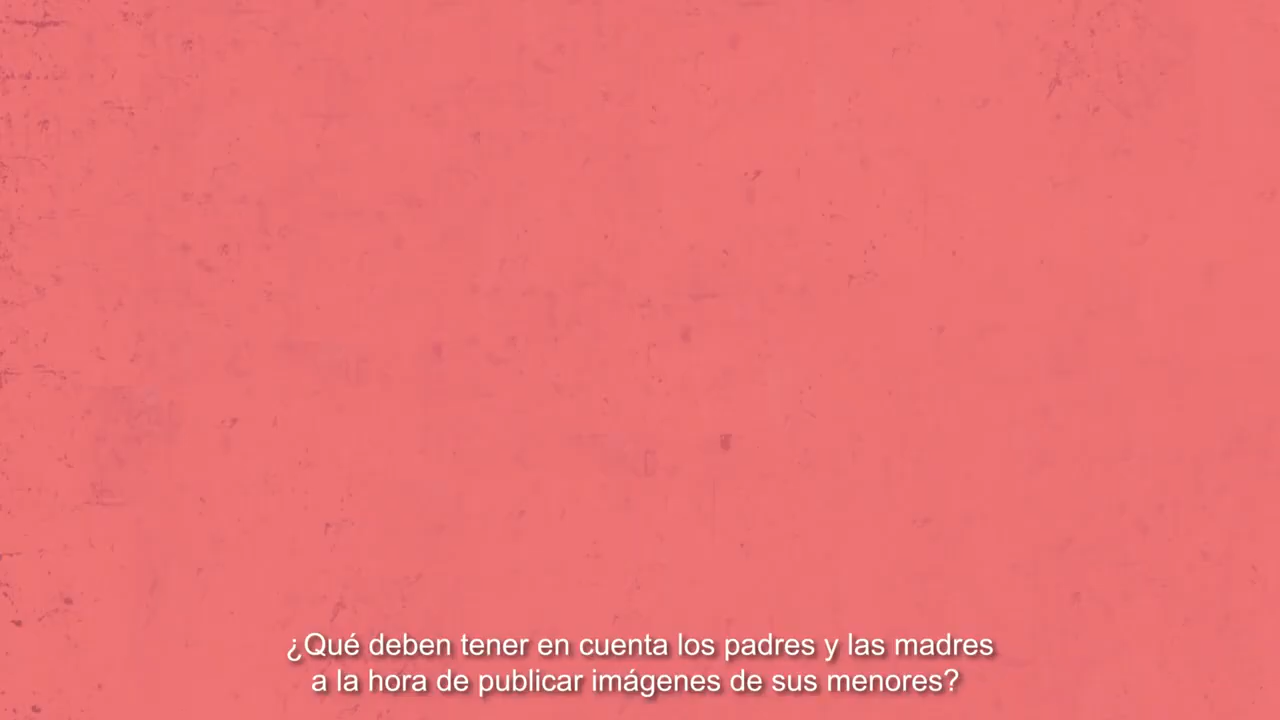 ¿Qué deben tener en cuenta los padres y las madres
a la hora de publicar imágenes de sus menores?